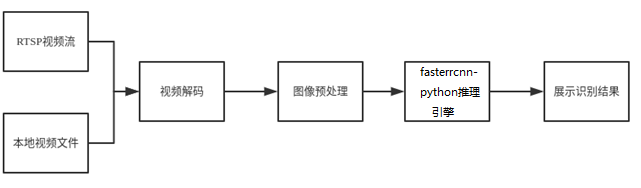 RTSP视频流
本地视频文件
视频解码
图像预处理
fasterrcnn-
python推理
引擎
展示识别结果